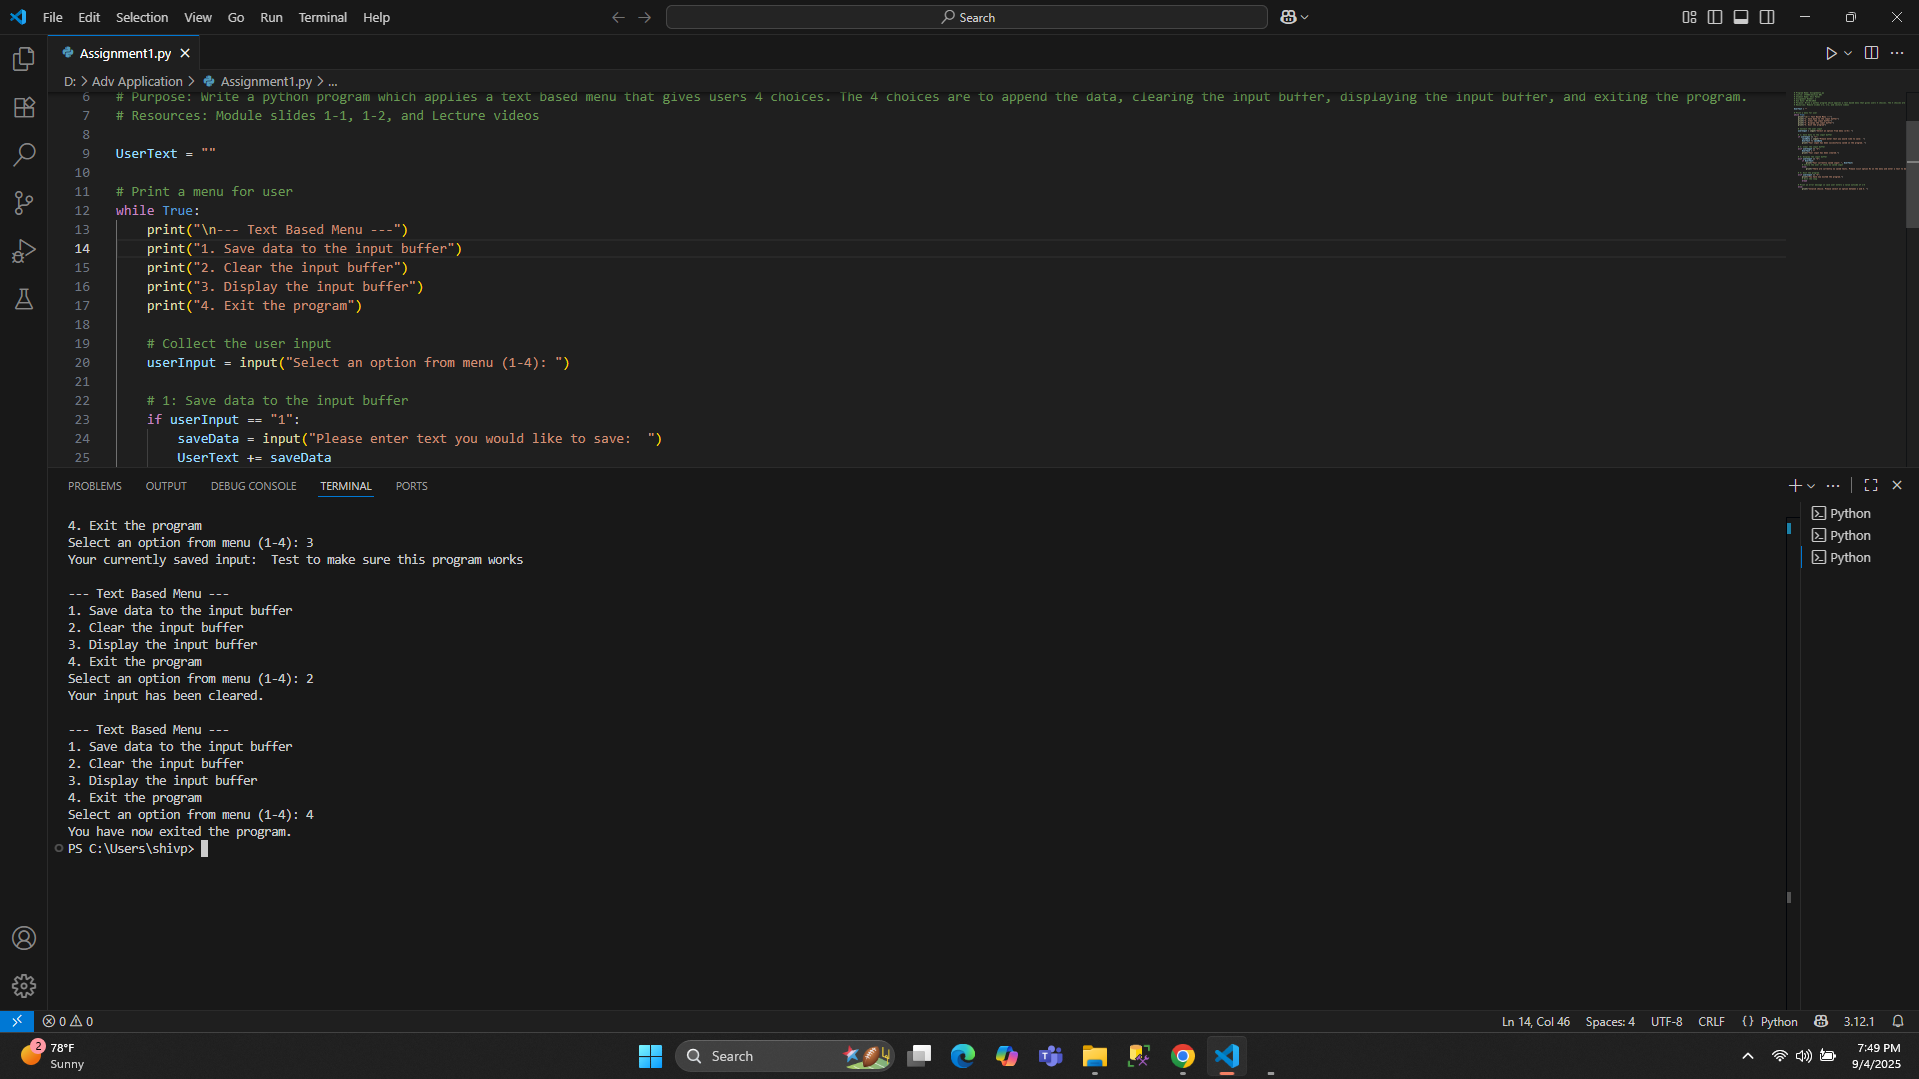 File Edit Selection View Go Run Terminal Help
Search
Assignment1.py
D: > Adv Application > Assignment1.py > ...
6 # Purpose: Write a python program which applies a text based menu that gives users 4 choices. The 4 choices are to append the data, clearing the input buffer, displaying the input buffer, and exiting the program.
7 # Resources: Module slides 1-1, 1-2, and Lecture videos
8
9 UserText = ""
10
11 # Print a menu for user
12 while True:
13 print("\n--- Text Based Menu ---")
14 print("1. Save data to the input buffer")
15 print("2. Clear the input buffer")
16 print("3. Display the input buffer")
17 print("4. Exit the program")
18
19 # Collect the user input
20 userInput = input("Select an option from menu (1-4): ")
21
22 # 1: Save data to the input buffer
23 if userInput == "1":
24 saveData = input("Please enter text you would like to save:  ")
25 UserText += saveData
PROBLEMS OUTPUT DEBUG CONSOLE TERMINAL PORTS
4. Exit the program
Select an option from menu (1-4): 3
Your currently saved input:  Test to make sure this program works
--- Text Based Menu ---
1. Save data to the input buffer
2. Clear the input buffer
3. Display the input buffer
4. Exit the program
Select an option from menu (1-4): 2
Your input has been cleared.
--- Text Based Menu ---
1. Save data to the input buffer
2. Clear the input buffer
3. Display the input buffer
4. Exit the program
Select an option from menu (1-4): 4
You have now exited the program.
PS C:\Users\shivp>
Python
Python
Python
0 0 Ln 14, Col 46 Spaces: 4 UTF-8 CRLF {} Python 3.12.1
2 78°F
Sunny
Search
7:49 PM
9/4/2025